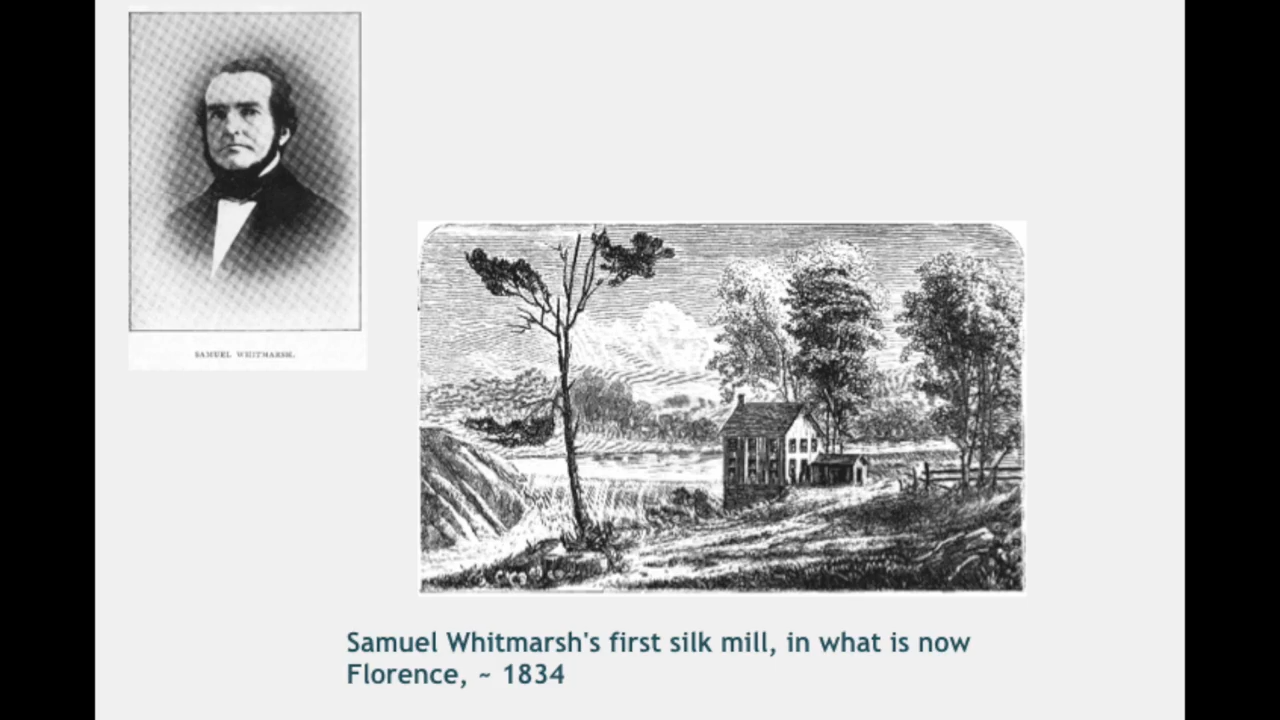 SAMUEL WHITMARSH.
Samuel Whitmarsh's first silk mill, in what is now
Florence, ~ 1834